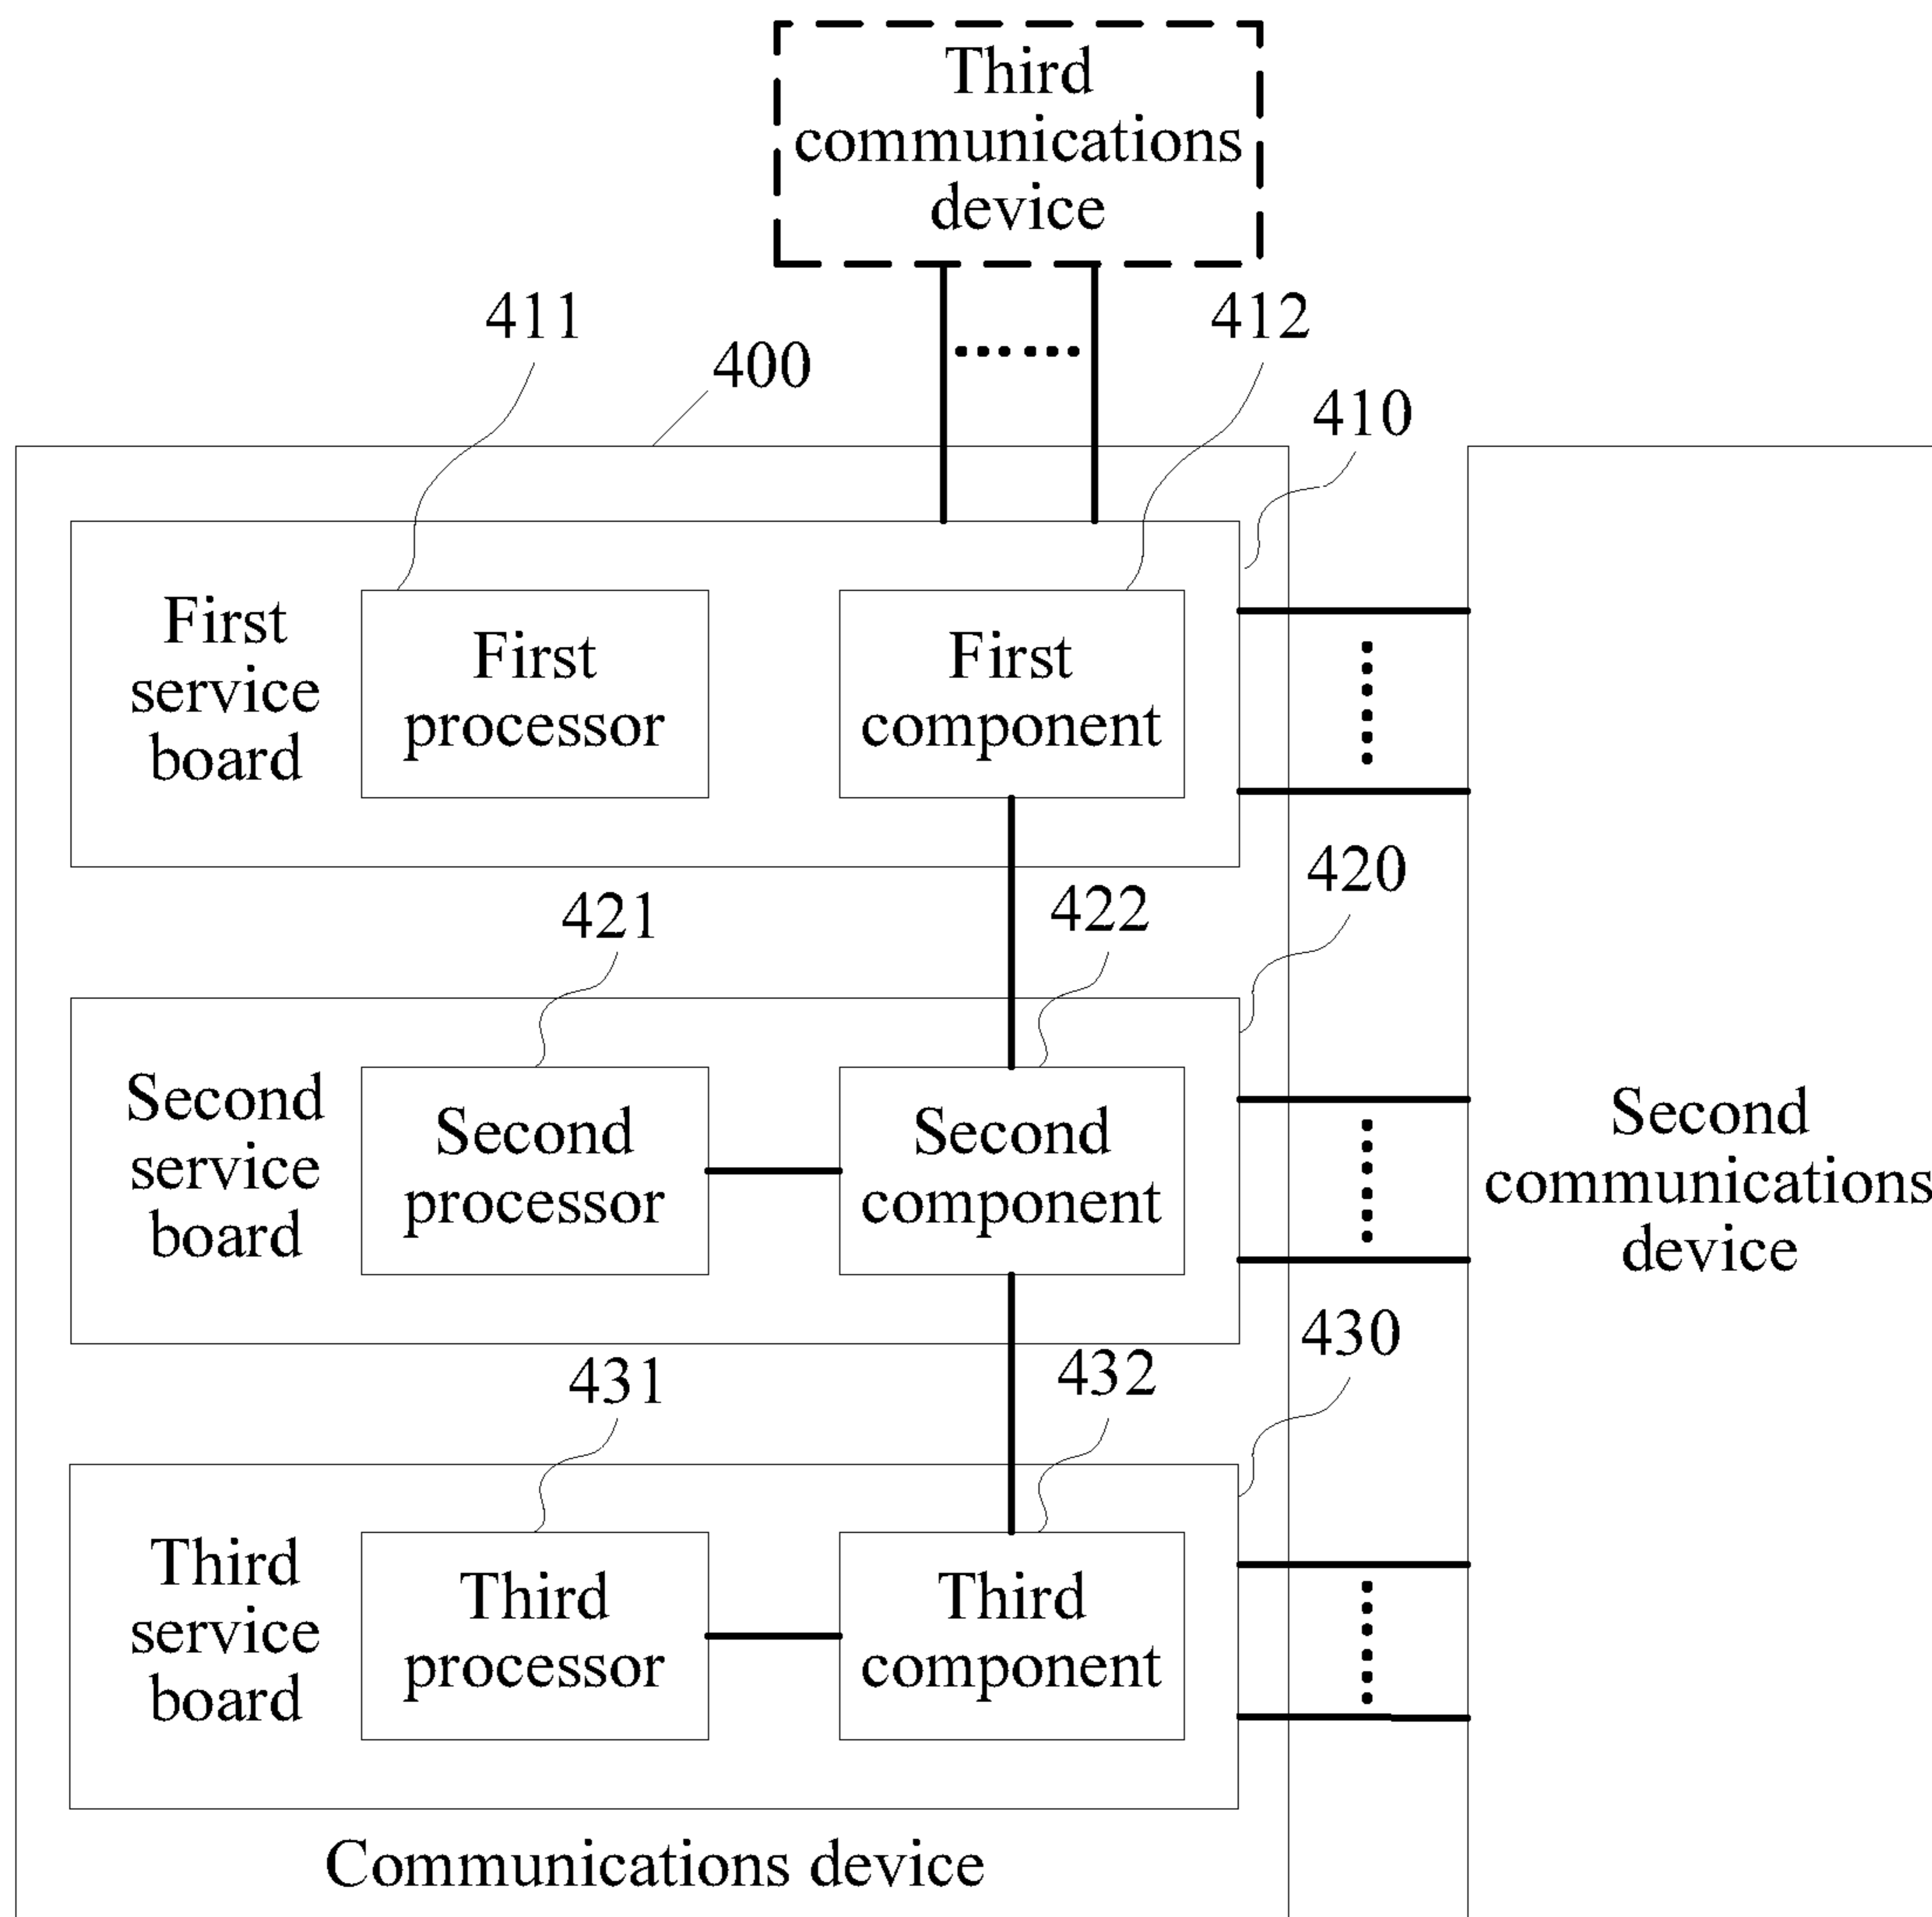 Third
communications
device
411
412
400
410
First
service
board
First
processor
First
component
420
421
422
Second
service
board
Second
processor
Second
component
Second
communications
device
430
431
432
Third
service
board
Third
processor
Third
component
Communications device